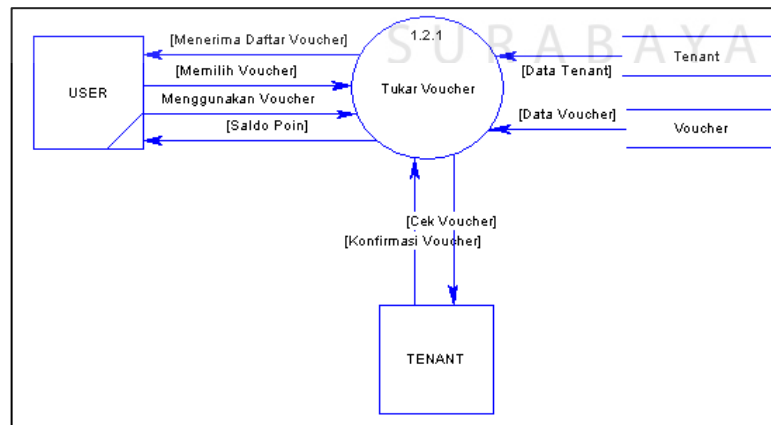 SURABAYA
1.2.1
[Menerima Daftar Voucher]
Tenant
[Memilih Voucher]
[Data Tenant]
USER
Tukar Voucher
Menggunakan Voucher
[Data Voucher]
[Saldo Poin]
Voucher
[Cek Voucher]
[Konfirmasi Voucher]
TENANT